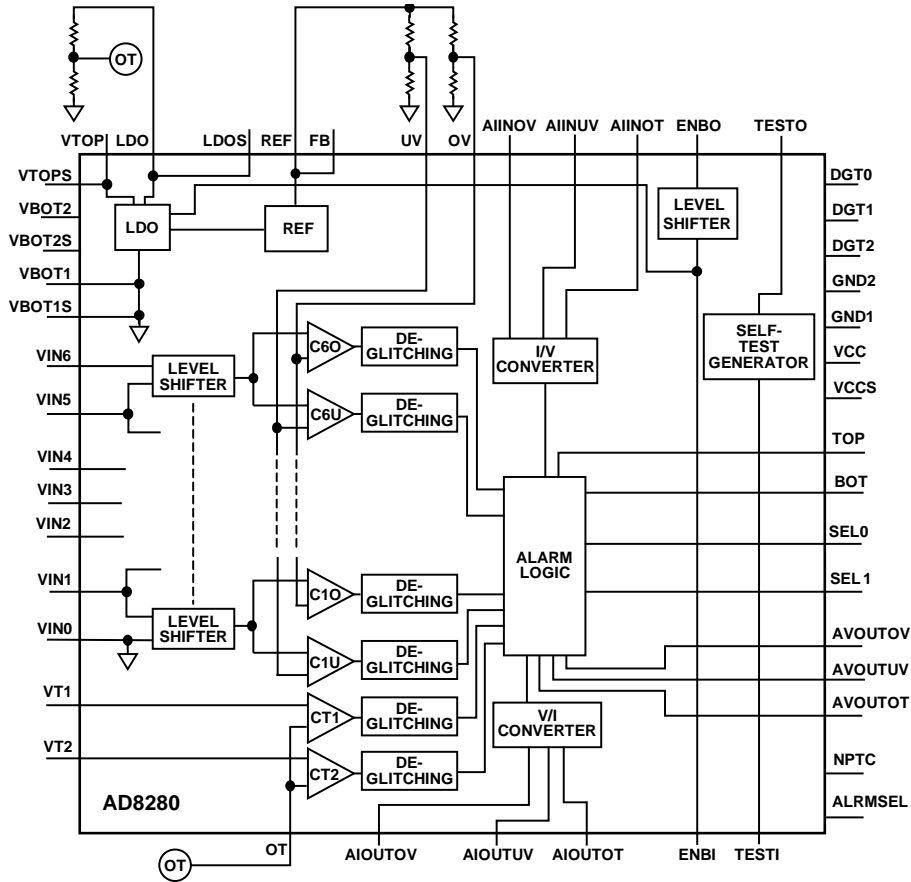 OT
VTOP LDO LDOS REF FB UV OV AIINOV AIINUV AIINOT ENBO TESTO
VTOPS
VBOT2
VBOT2S
VBOT1
VBOT1S
VIN6
VIN5
VIN4
VIN3
VIN2
VIN1
VIN0
VT1
VT2
LDO
REF
LEVEL
SHIFTER
LEVEL
SHIFTER
C6O
DE-
GLITCHING
C6U
DE-
GLITCHING
I/V
CONVERTER
LEVEL
SHIFTER
SELF-
TEST
GENERATOR
ALARM
LOGIC
C1O
DE-
GLITCHING
C1U
DE-
GLITCHING
CT1
DE-
GLITCHING
CT2
DE-
GLITCHING
V/I
CONVERTER
DGT0
DGT1
DGT2
GND2
GND1
VCC
VCCS
TOP
BOT
SEL0
SEL1
AVOUTOV
AVOUTUV
AVOUTOT
NPTC
ALRMSEL
AD8280
OT
OT
AIOUTOV AIOUTUV AIOUTOT ENBI TESTI